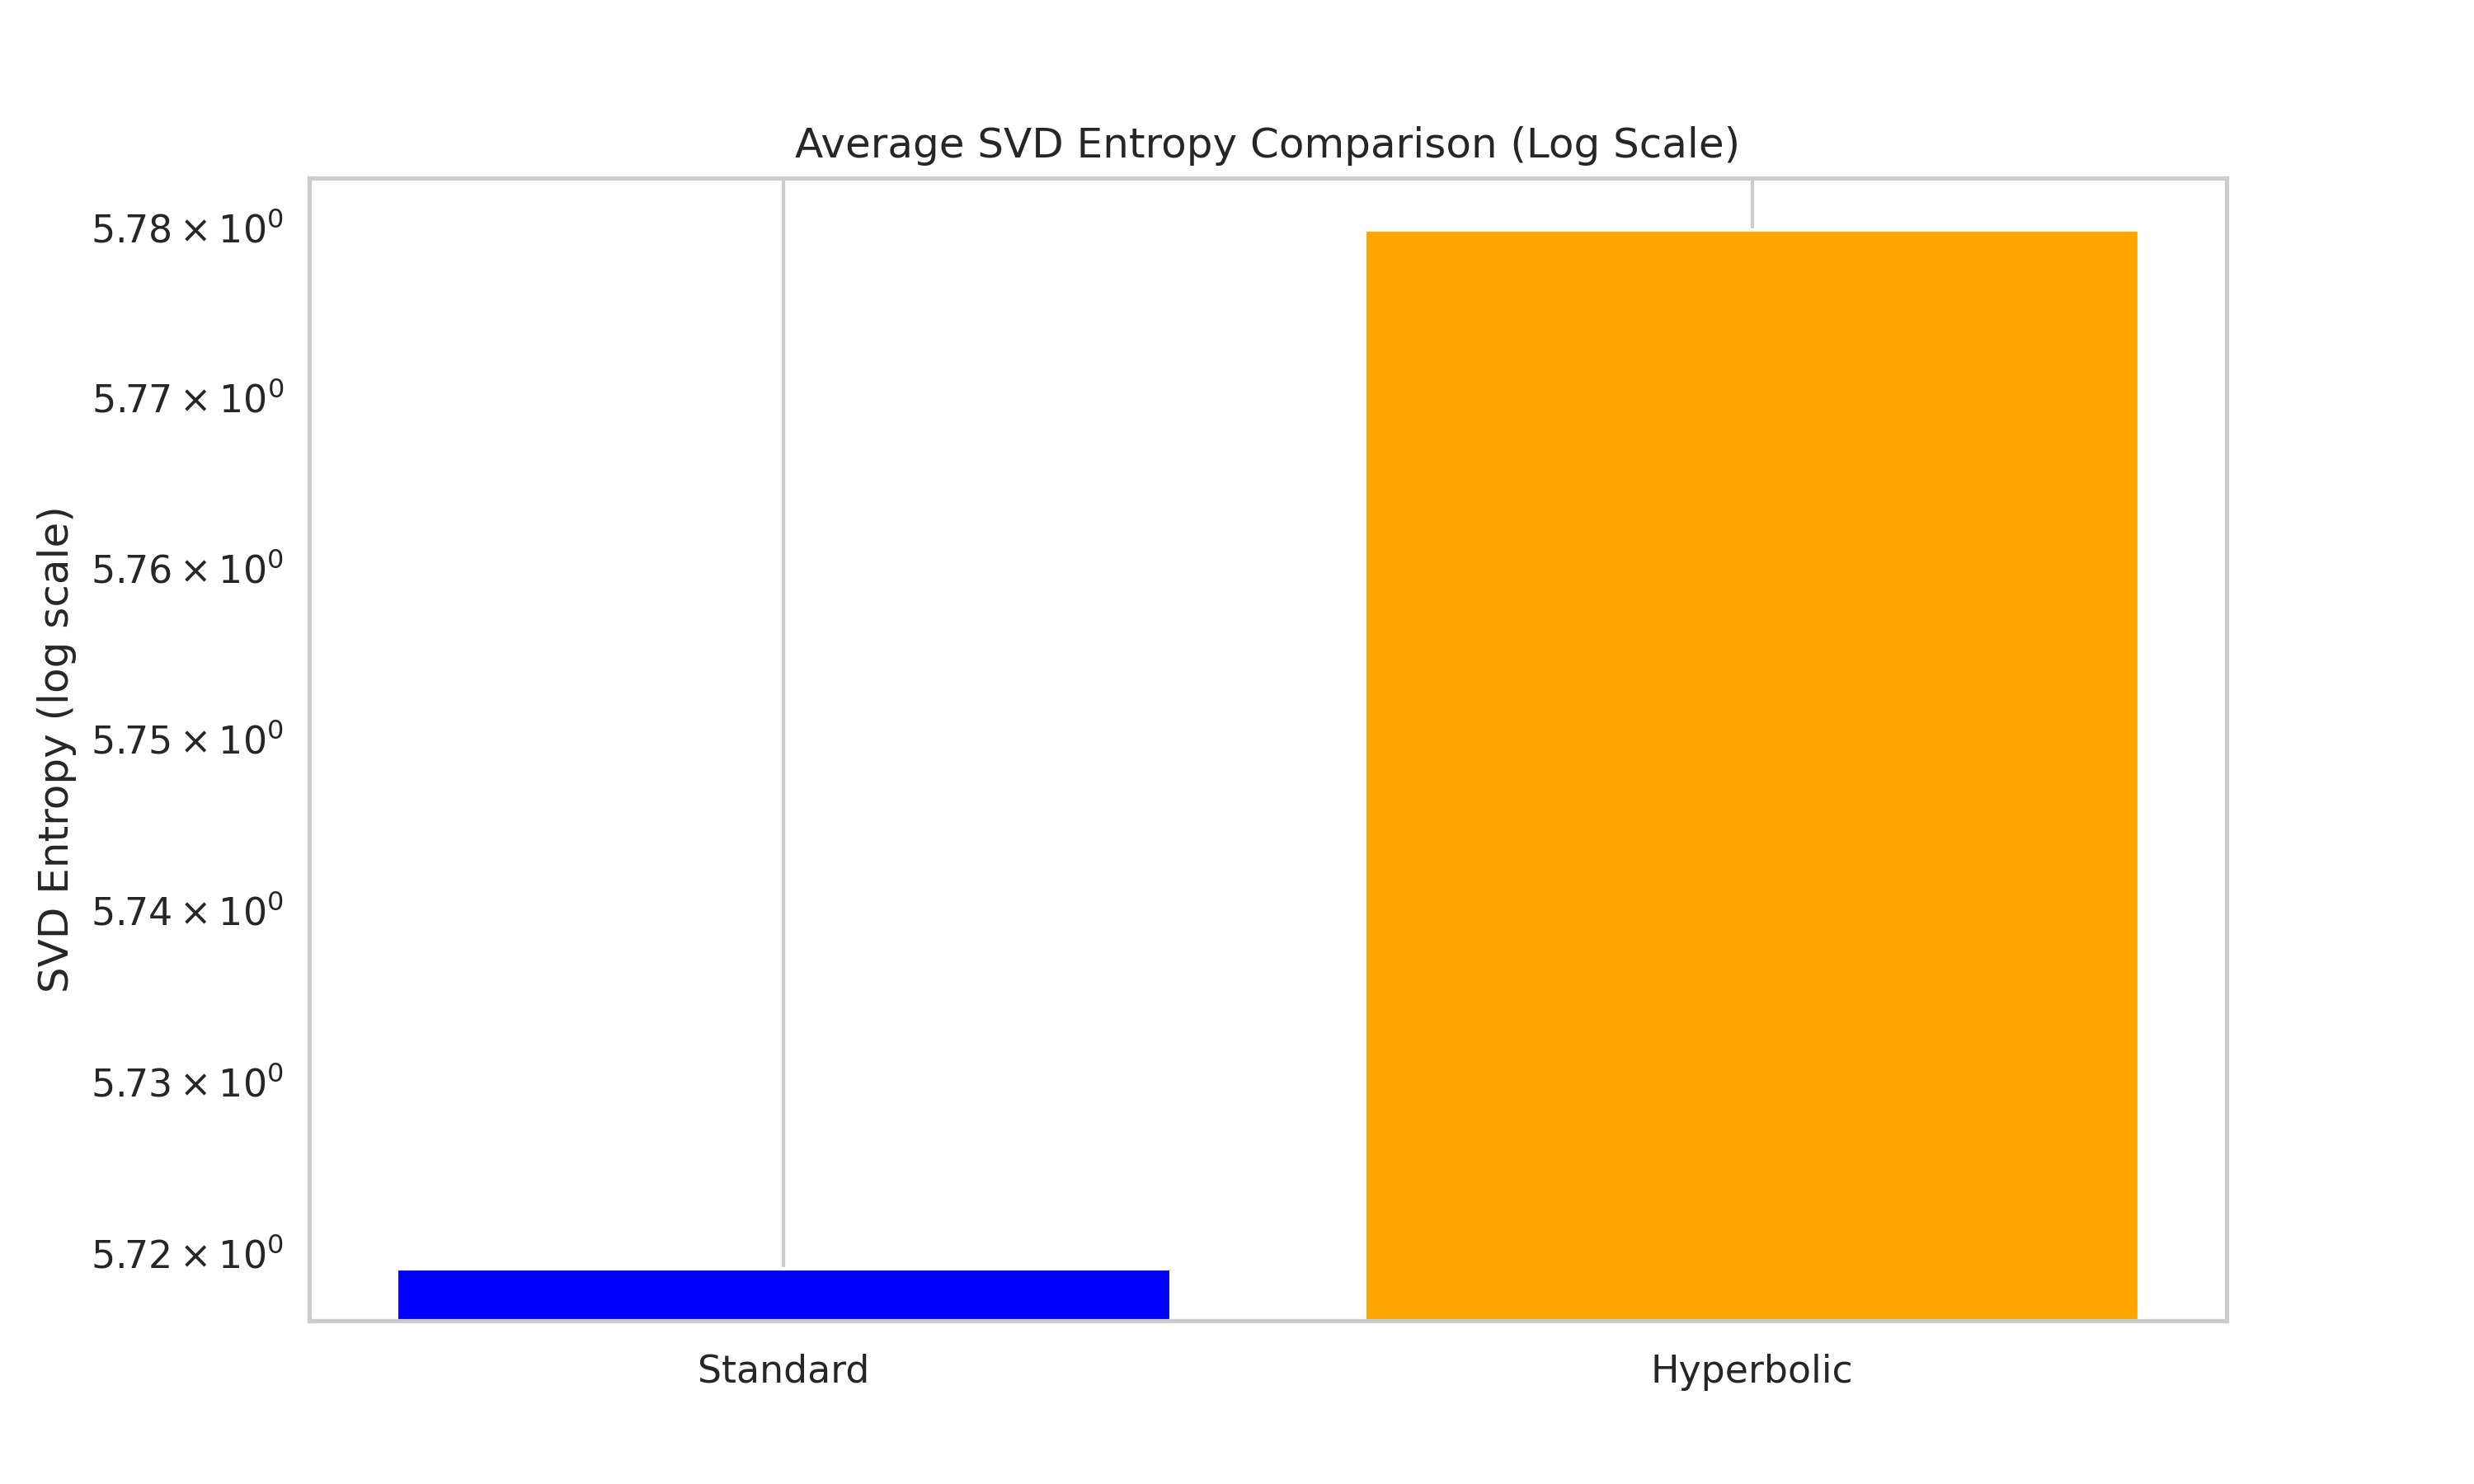 Average SVD Entropy Comparison (Log Scale)
SVD Entropy (log scale)
5.78 × 10⁰
5.77 × 10⁰
5.76 × 10⁰
5.75 × 10⁰
5.74 × 10⁰
5.73 × 10⁰
5.72 × 10⁰
Standard
Hyperbolic